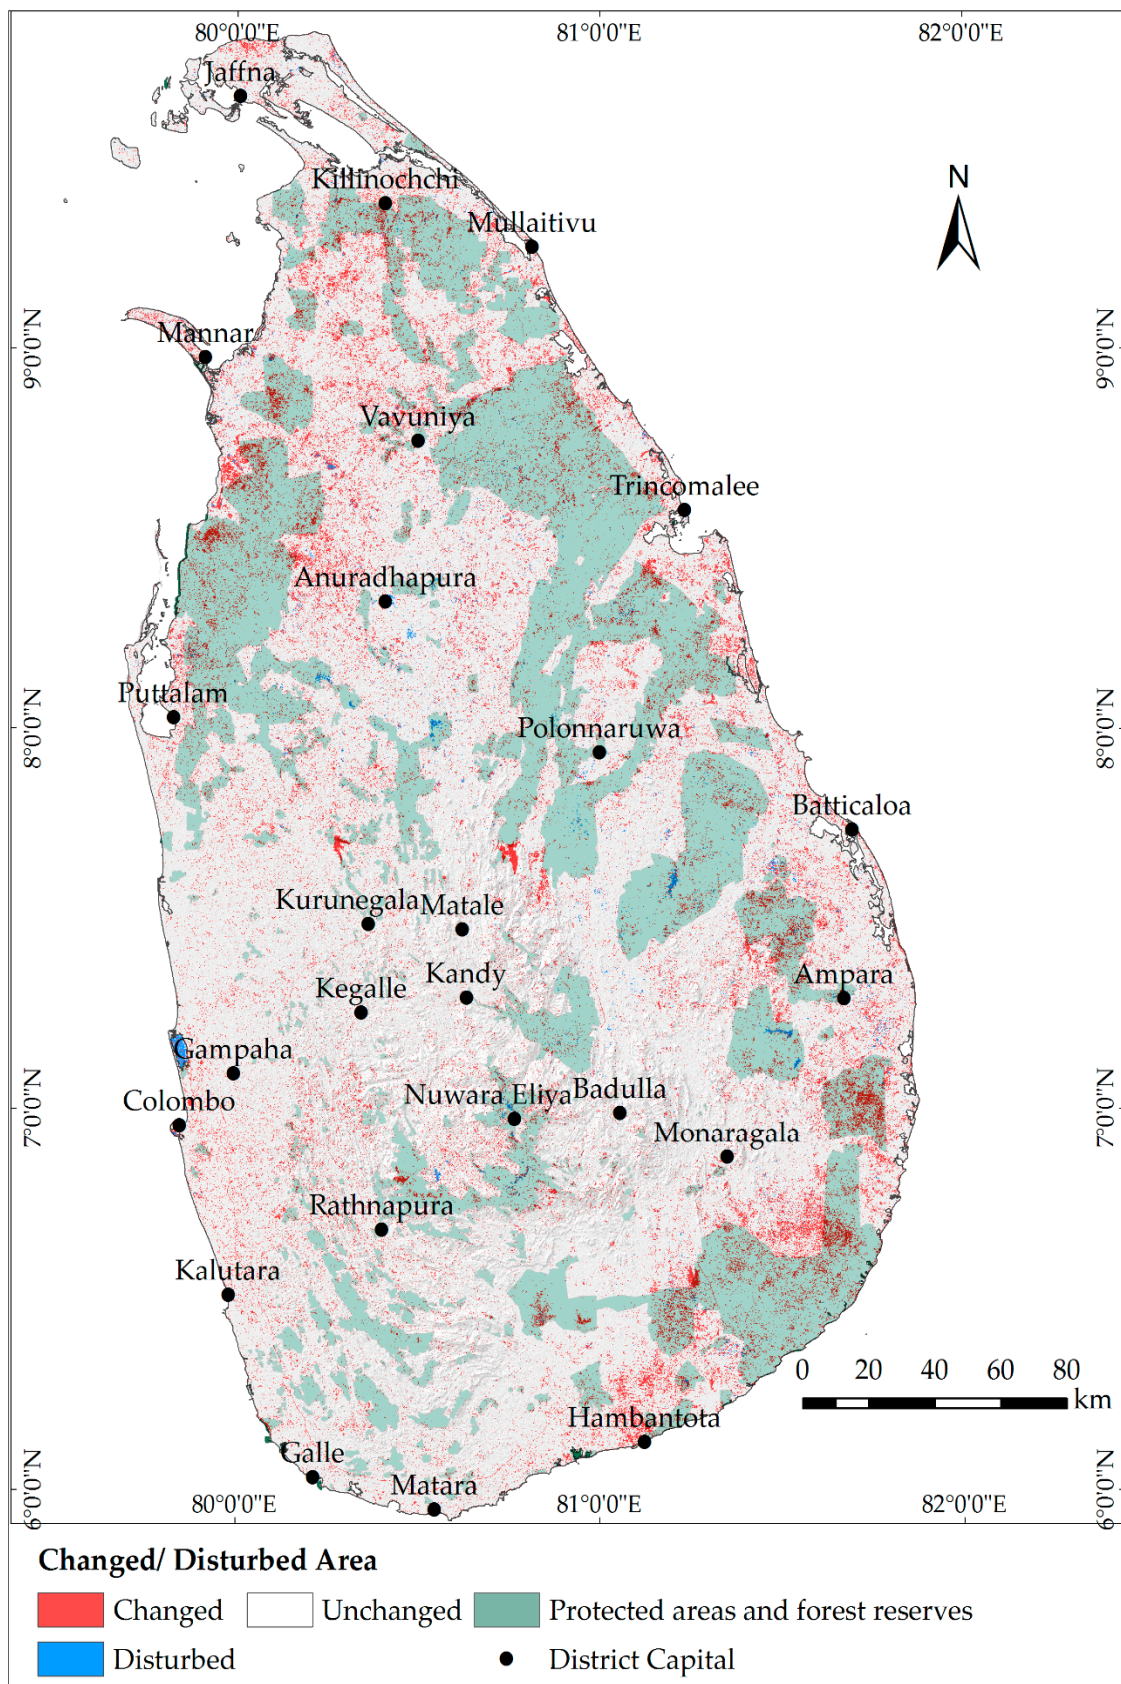 80°0'0"E 81°0'0"E 82°0'0"E
Jaffna
N
Killinochchi
Mullaitivu
Mannar
9°0'0"N 9°0'0"N
Vavuniya
Trincomalee
Anuradhapura
Puttalam
8°0'0"N 8°0'0"N
Polonnaruwa
Batticaloa
Kurunegala Matale
Kandy
Ampara
Kegalle
Gampaha
Nuwara Eliya Badulla
Colombo
7°0'0"N 7°0'0"N
Monaragala
Rathnapura
Kalutara
0 20 40 60 80
km
Hambantota
Galle
Matara
6°0'0"N 6°0'0"N
80°0'0"E 81°0'0"E 82°0'0"E
Changed/ Disturbed Area
Changed Unchanged Protected areas and forest reserves
Disturbed District Capital